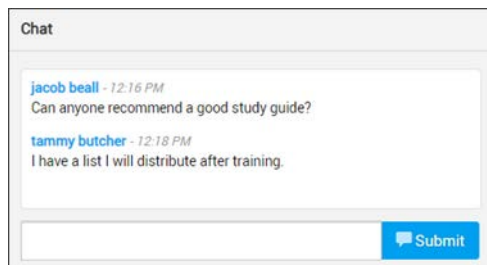 Chat
jacob beall - 12:16 PM
Can anyone recommend a good study guide?
tammy butcher - 12:18 PM
I have a list I will distribute after training.
Submit